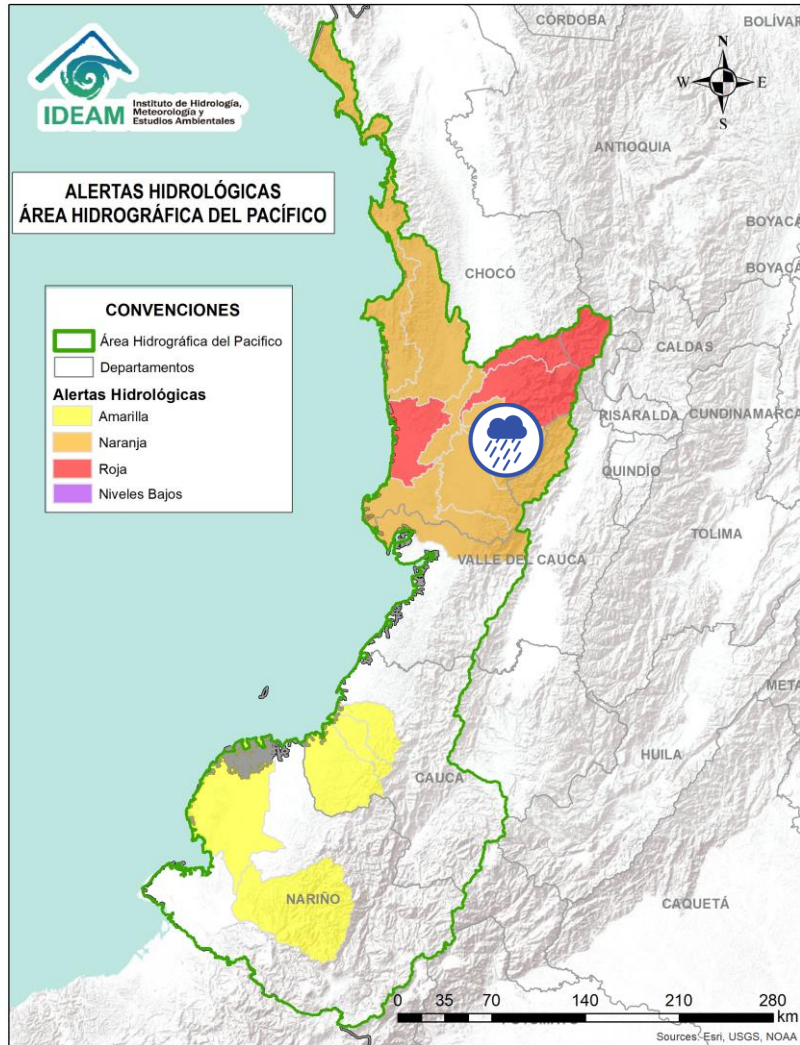 IDEAM
Instituto de Hidrología,
Meteorología y
Estudios Ambientales
ALERTAS HIDROLÓGICAS
ÁREA HIDROGRÁFICA DEL PACÍFICO
CONVENCIONES
Área Hidrográfica del Pacifico
Departamentos
Alertas Hidrológicas
Amarilla
Naranja
Roja
Niveles Bajos
N
W E
S
CÓRDOBA
BOLÍVAR
ANTIOQUIA
BOYACÁ
BOYACÁ
CHOCÓ
CALDAS
RISARALDA
CUNDINAMARCA
QUINDÍO
TOLIMA
VALLE DEL CAUCA
META
HUILA
CAUCA
NARIÑO
CAQUETÁ
0 35 70 140 210 280
km
Sources: Esri, USGS, NOAA